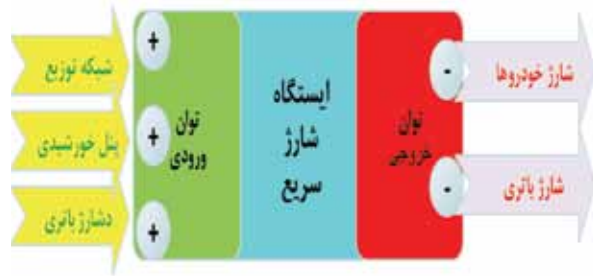 شارژ خودروها
شارژ باتری
-
-
توان
خروجی
ایستگاه
شارژ
سریع
توان
ورودی
+
+
+
شبکه توزیع
پنل خورشیدی
دشارژ باتری